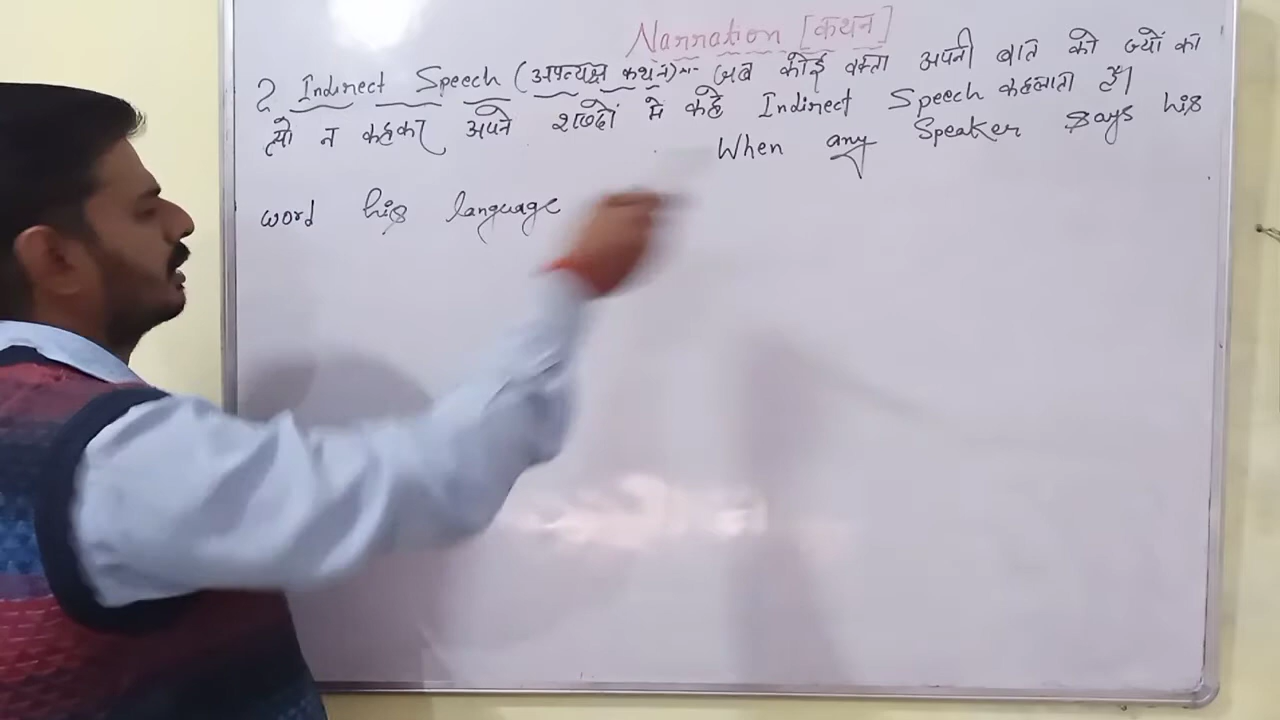 Narration [कथन]
2 Indirect Speech (अप्रत्यक्ष कथन):- जब कोई वक्ता अपनी बात को ज्यों का
त्यो न कहकर अपने शब्दों मे कहे Indirect Speech कहलाता है।
When any Speaker Says his
word his language